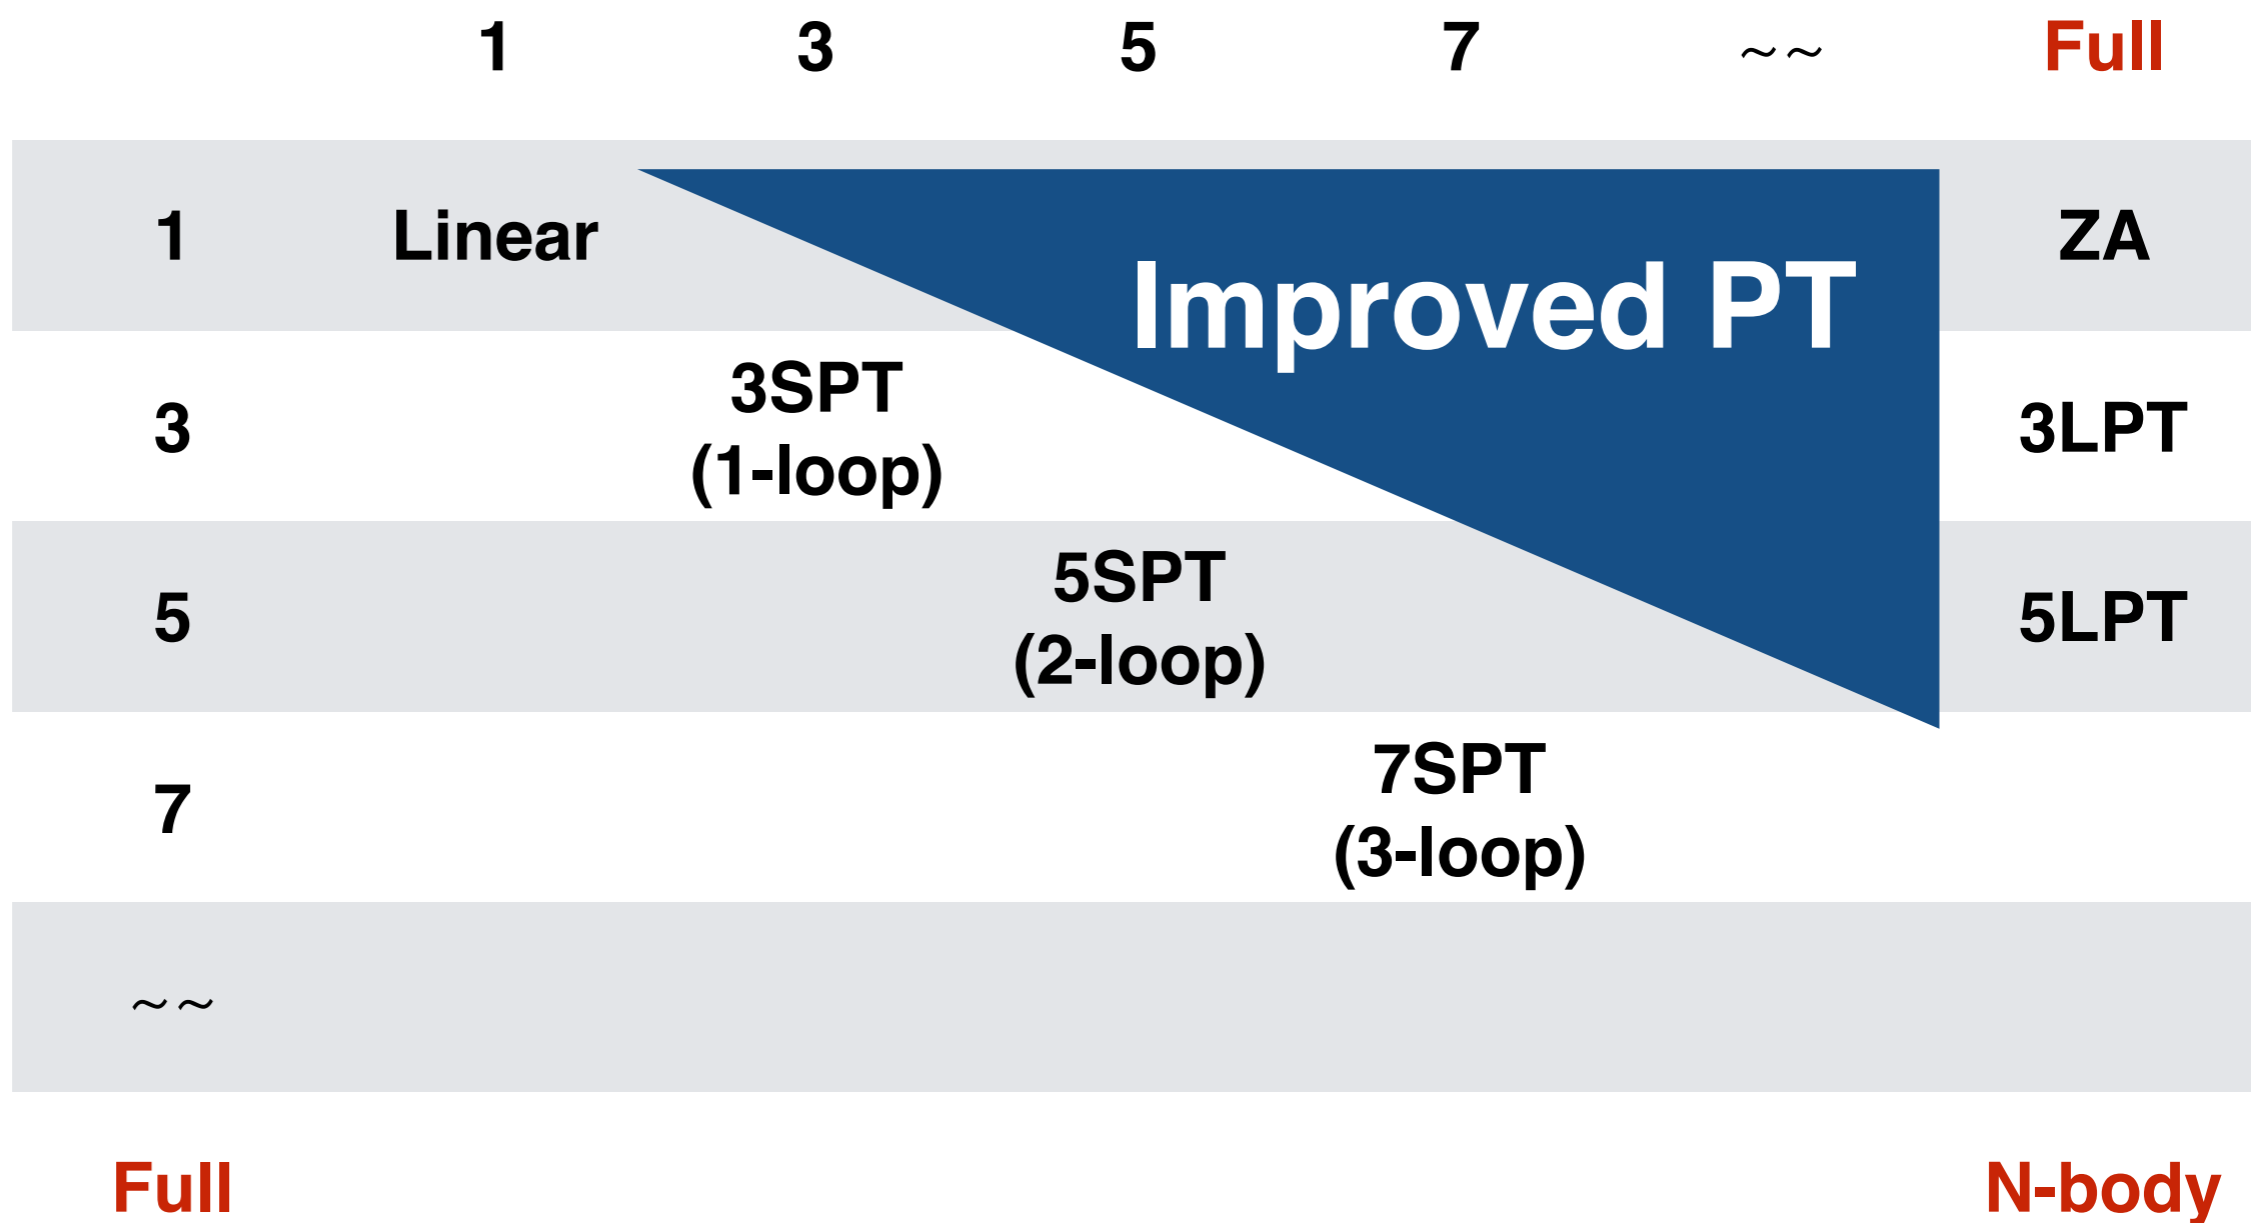 1 3 5 7 ~~ Full
1 Linear Improved PT ZA
3 3SPT (1-loop) 3LPT
5 5SPT (2-loop) 5LPT
7 7SPT (3-loop)
~~
Full N-body